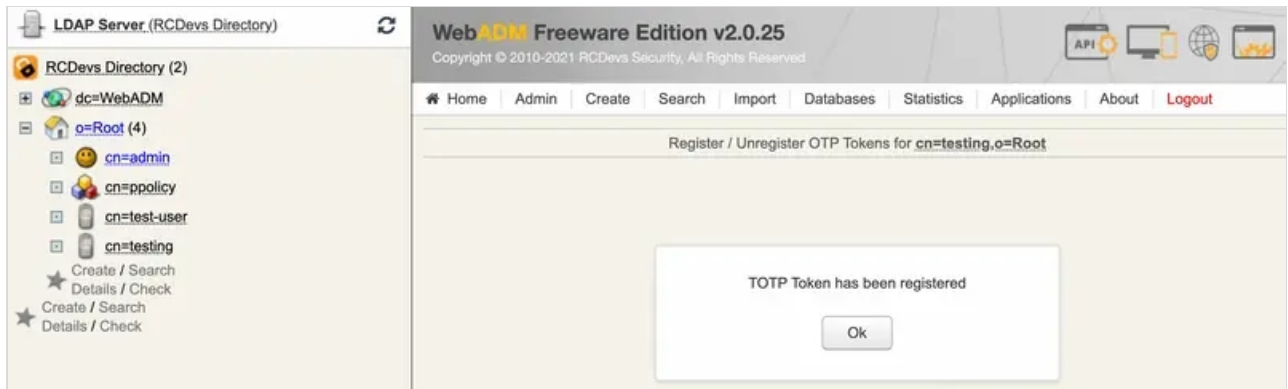 LDAP Server (RCDevs Directory)
RCDevs Directory (2)
dc=WebADM
o=Root (4)
cn=admin
cn=ppolicy
cn=test-user
cn=testing
Create / Search
Details / Check
Create / Search
Details / Check
WebADM Freeware Edition v2.0.25
Copyright © 2010-2021 RCDevs Security, All Rights Reserved
API
Home Admin Create Search Import Databases Statistics Applications About Logout
Register / Unregister OTP Tokens for cn=testing,o=Root
TOTP Token has been registered
Ok